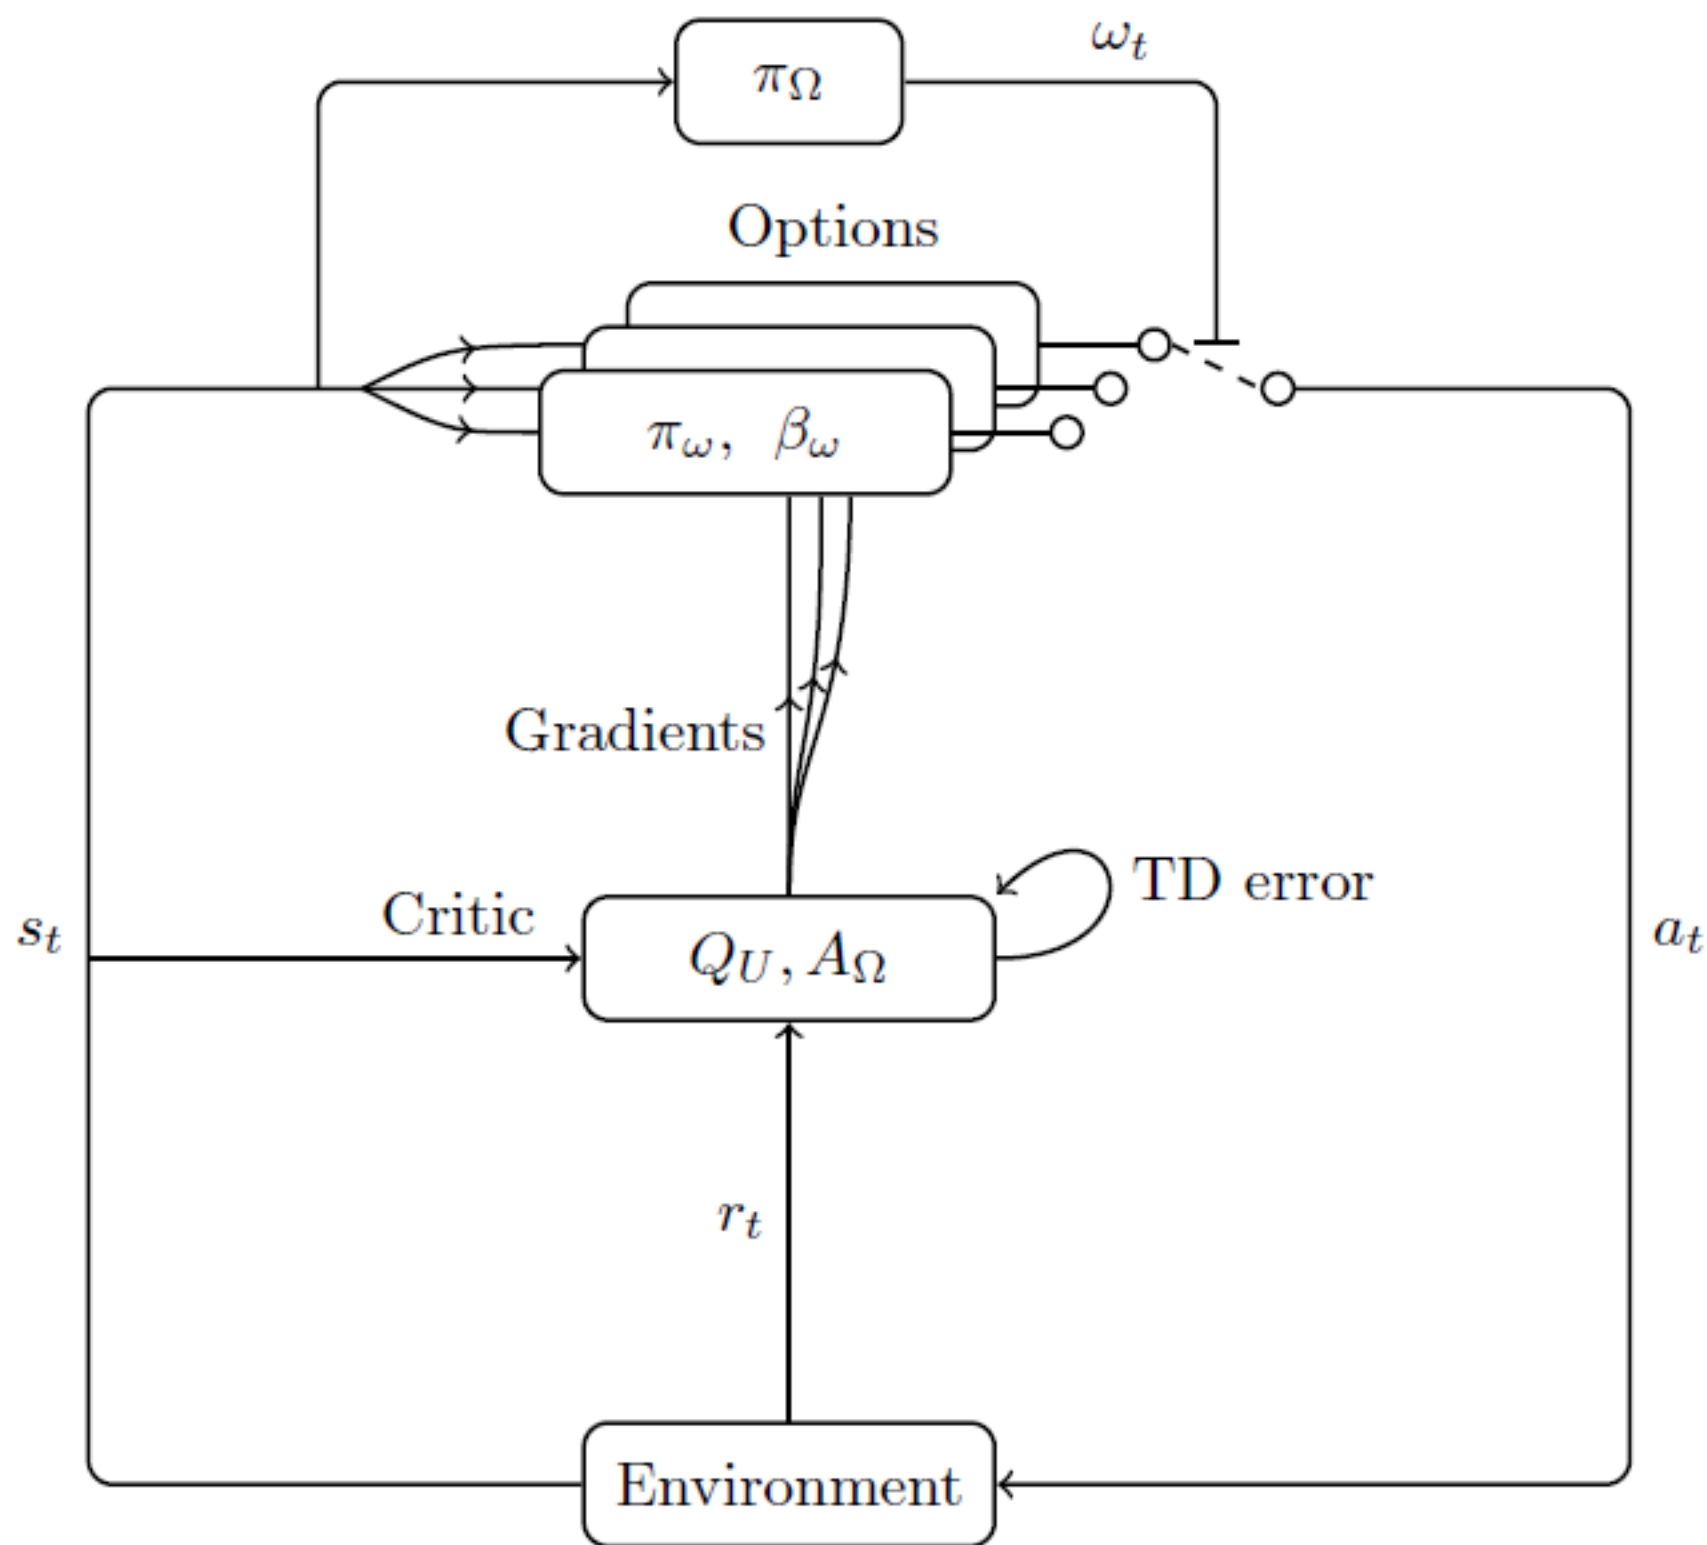 π_Ω
ω_t
Options
π_ω, β_ω
Gradients
TD error
Critic
s_t
Q_U, A_Ω
a_t
r_t
Environment